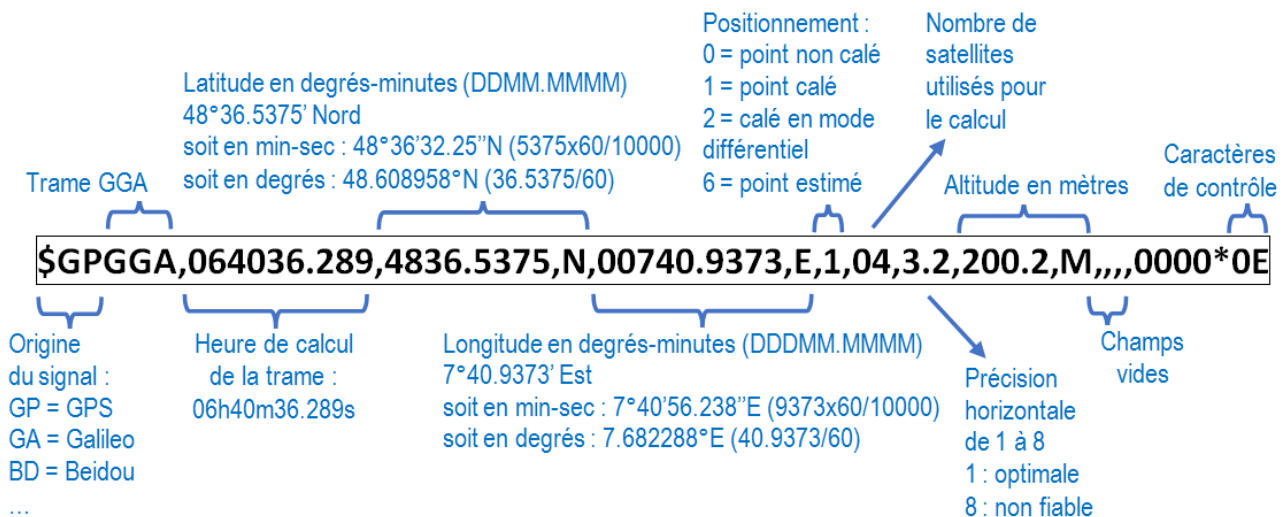 Positionnement :
0 = point non calé
1 = point calé
2 = calé en mode
différentiel
6 = point estimé
Nombre de
satellites
utilisés pour
le calcul
Latitude en degrés-minutes (DDMM.MMMM)
48°36.5375’ Nord
soit en min-sec : 48°36’32.25’’N (5375x60/10000)
soit en degrés : 48.608958°N (36.5375/60)
Trame GGA
Altitude en mètres
Caractères
de contrôle
$GPGGA,064036.289,4836.5375,N,00740.9373,E,1,04,3.2,200.2,M,,,,0000*0E
Origine
du signal :
GP = GPS
GA = Galileo
BD = Beidou
…
Heure de calcul
de la trame :
06h40m36.289s
Longitude en degrés-minutes (DDDMM.MMMM)
7°40.9373’ Est
soit en min-sec : 7°40’56.238’’E (9373x60/10000)
soit en degrés : 7.682288°E (40.9373/60)
Précision
horizontale
de 1 à 8
1 : optimale
8 : non fiable
Champs
vides